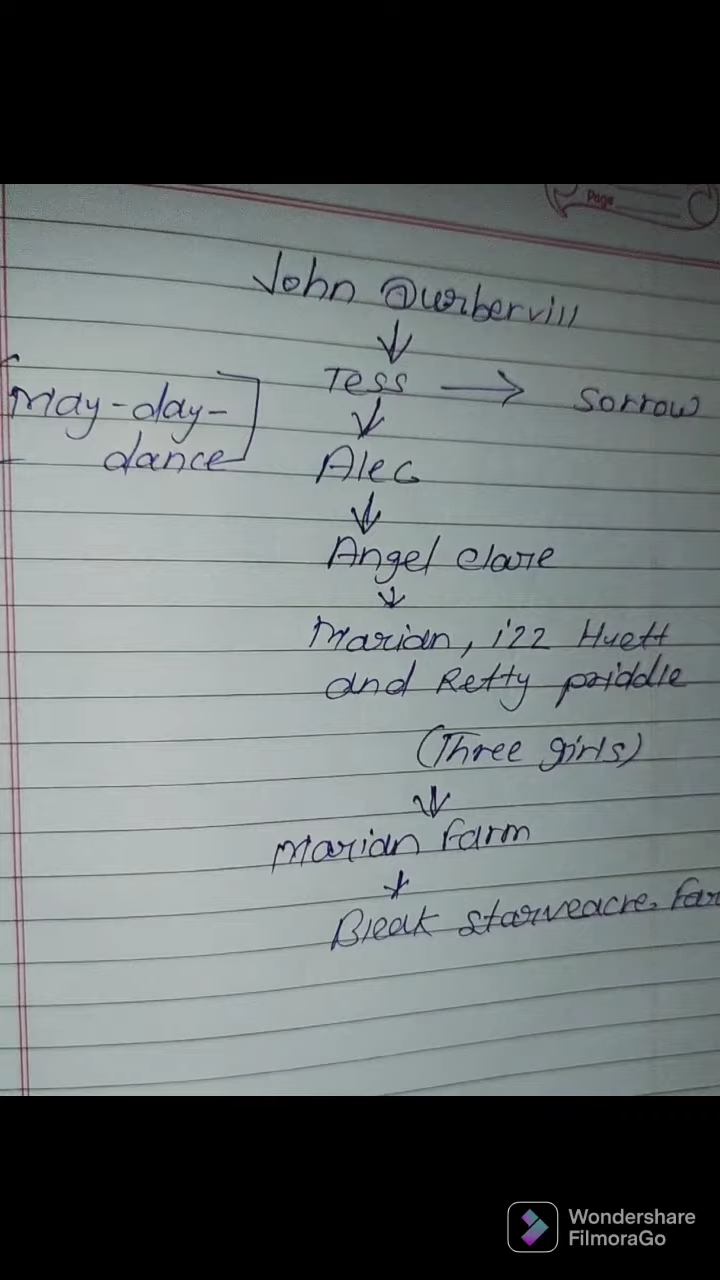 Page
John Durbervill
↓
Tess → Sorrow
May-day-
dance
↓
Alec
↓
Angel Clare
↓
Marian, izz Huett
and Retty priddle
(Three girls)
↓
Marian Farm
↓
Bleak starveacre. Far
Wondershare
FilmoraGo